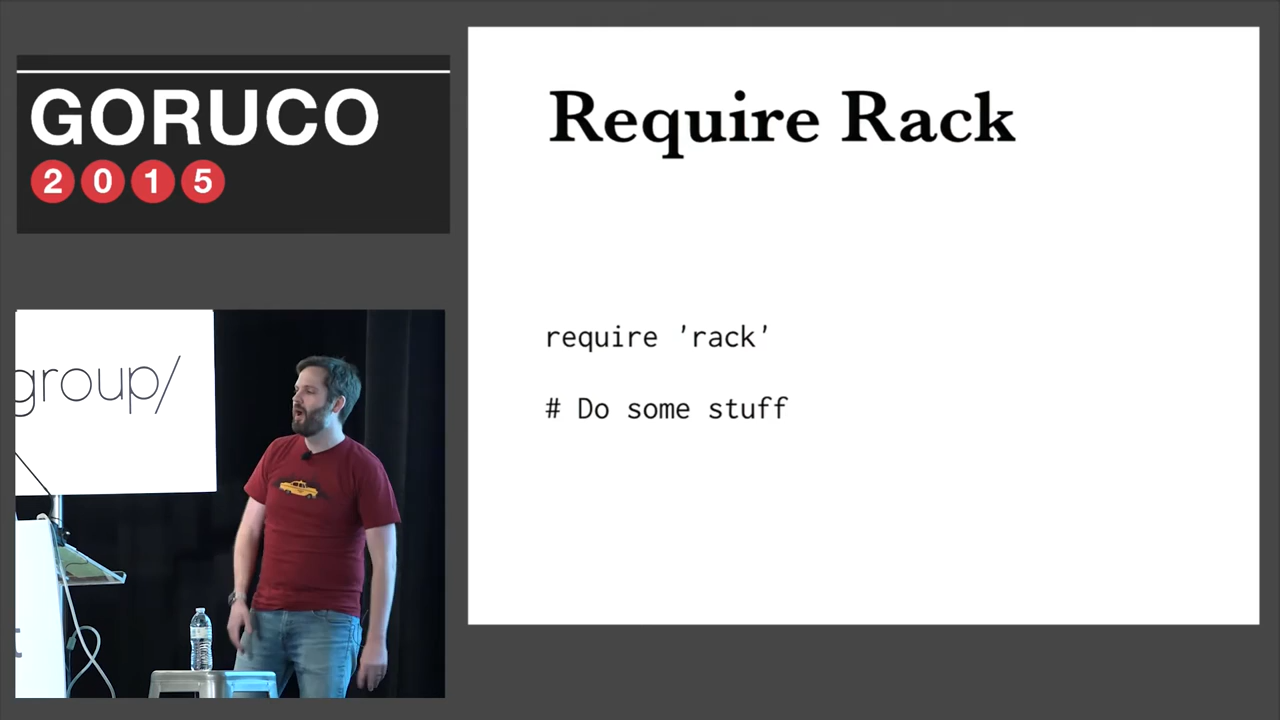 GORUCO
2015
Require Rack
require 'rack'
# Do some stuff
group/
t